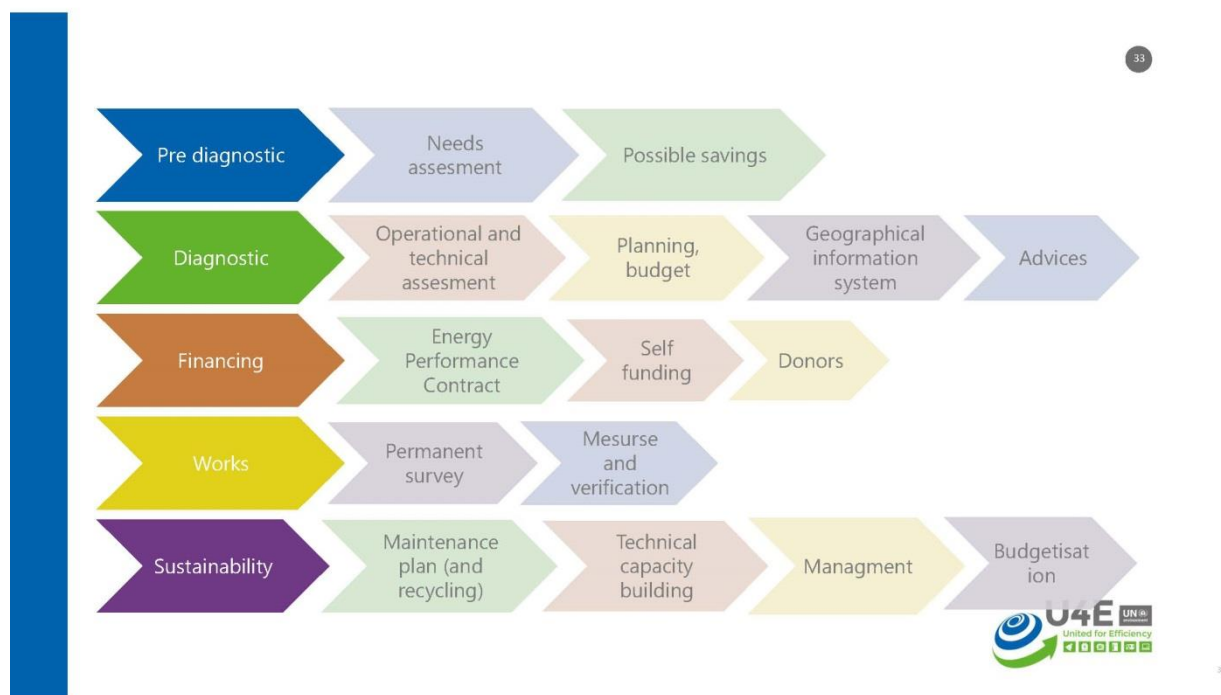 33
Pre diagnostic
Needs
assesment
Possible savings
Diagnostic
Operational and
technical
assesment
Planning,
budget
Geographical
information
system
Advices
Financing
Energy
Performance
Contract
Self
funding
Donors
Works
Permanent
survey
Mesurse
and
verification
Sustainability
Maintenance
plan (and
recycling)
Technical
capacity
building
Managment
Budgetisat
ion
U4E
UN
United for Efficiency